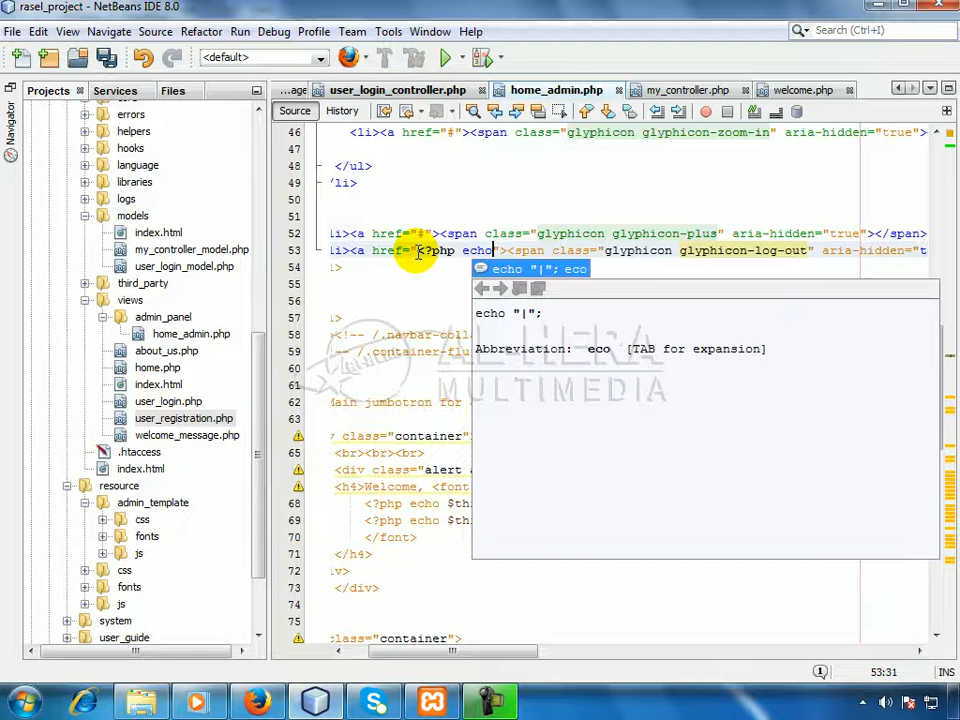 rasel_project - NetBeans IDE 8.0
File Edit View Navigate Source Refactor Run Debug Profile Team Tools Window Help
Search (Ctrl+I)
<default>
Projects Services Files
...age user_login_controller.php home_admin.php my_controller.php welcome.php
Source History
Navigator
errors
helpers
hooks
language
libraries
logs
models
index.html
my_controller_model.php
user_login_model.php
third_party
views
admin_panel
home_admin.php
about_us.php
home.php
index.html
user_login.php
user_registration.php
welcome_message.php
.htaccess
index.html
resource
admin_template
css
fonts
js
css
fonts
js
system
user_guide
46 <li><a href="#"><span class="glyphicon glyphicon-zoom-in" aria-hidden="true">
47
48 </ul>
49 /li>
50
51
52 li><a href="#"><span class="glyphicon glyphicon-plus" aria-hidden="true"></span>
53 li><a href="<?php echo"><span class="glyphicon glyphicon-log-out" aria-hidden="t
54 i>
55
56
57 l>
58 ><!-- /.navbar-coll
59 -- /.container-flu
60
61
62 Main jumbotron for
63
v class="container"
65 <br><br><br>
<div class="alert a
<h4>Welcome, <font
68 <?php echo $thi
69 <?php echo $thi
70 </font>
71 </h4>
72 v>
73 </div>
74
75
class="container">
echo "|"; eco
echo "|";
Abbreviation: eco [TAB for expansion]
AL-HERA
MULTIMEDIA
53:31 INS